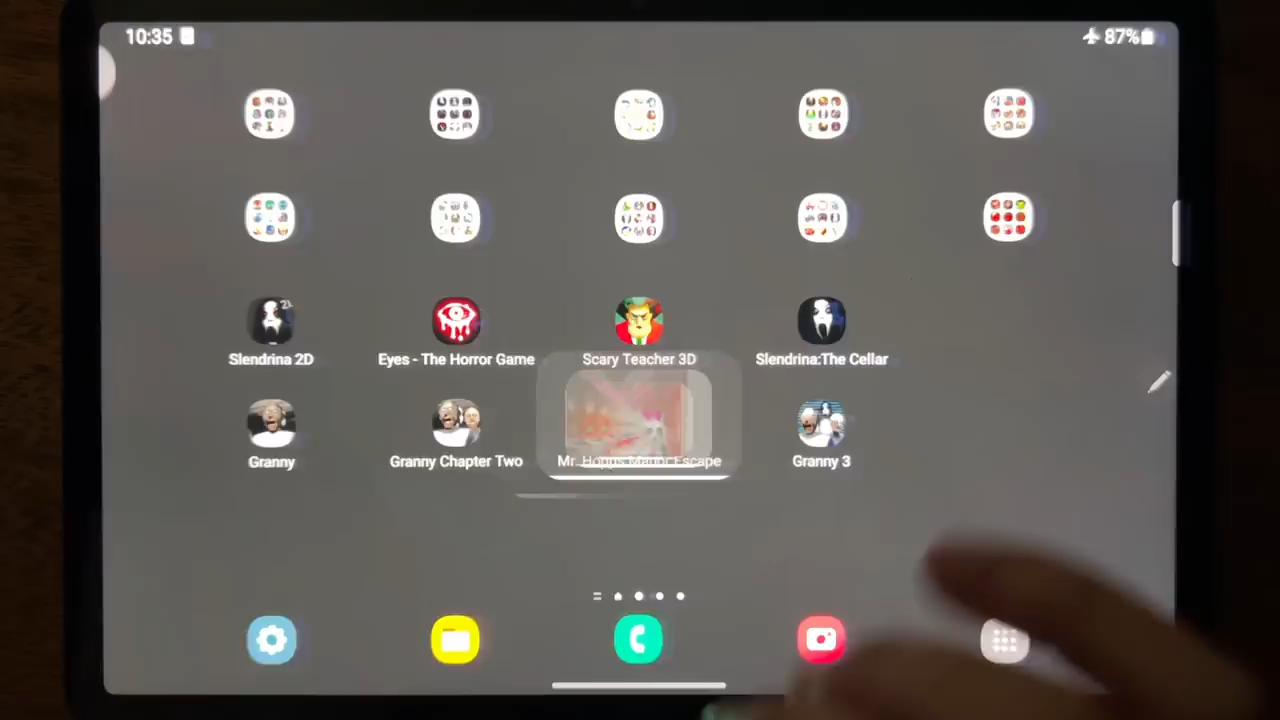 10:35
87%
Slendrina 2D
Eyes - The Horror Game
Scary Teacher 3D
Slendrina:The Cellar
Granny
Granny Chapter Two
Mr. Hopps Manor Escape
Granny 3